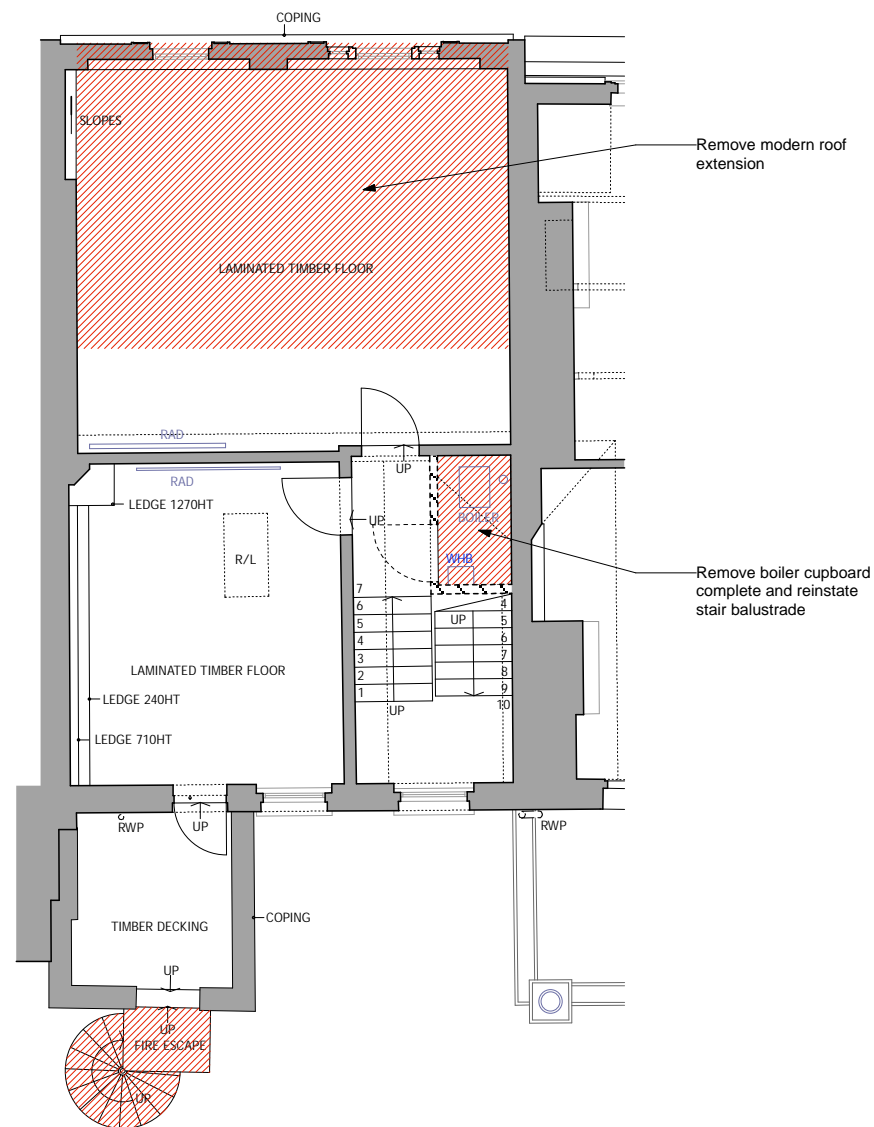 COPING
SLOPES
Remove modern roof
extension
LAMINATED TIMBER FLOOR
RAD
RAD
UP
LEDGE 1270HT
BOILER
UP
R/L
WHB
Remove boiler cupboard
complete and reinstate
stair balustrade
7
6
5
4
3
2
1
UP
4
5
6
7
8
9
10
UP
LAMINATED TIMBER FLOOR
LEDGE 240HT
LEDGE 710HT
RWP
UP
RWP
TIMBER DECKING
COPING
UP
UP
FIRE ESCAPE
UP